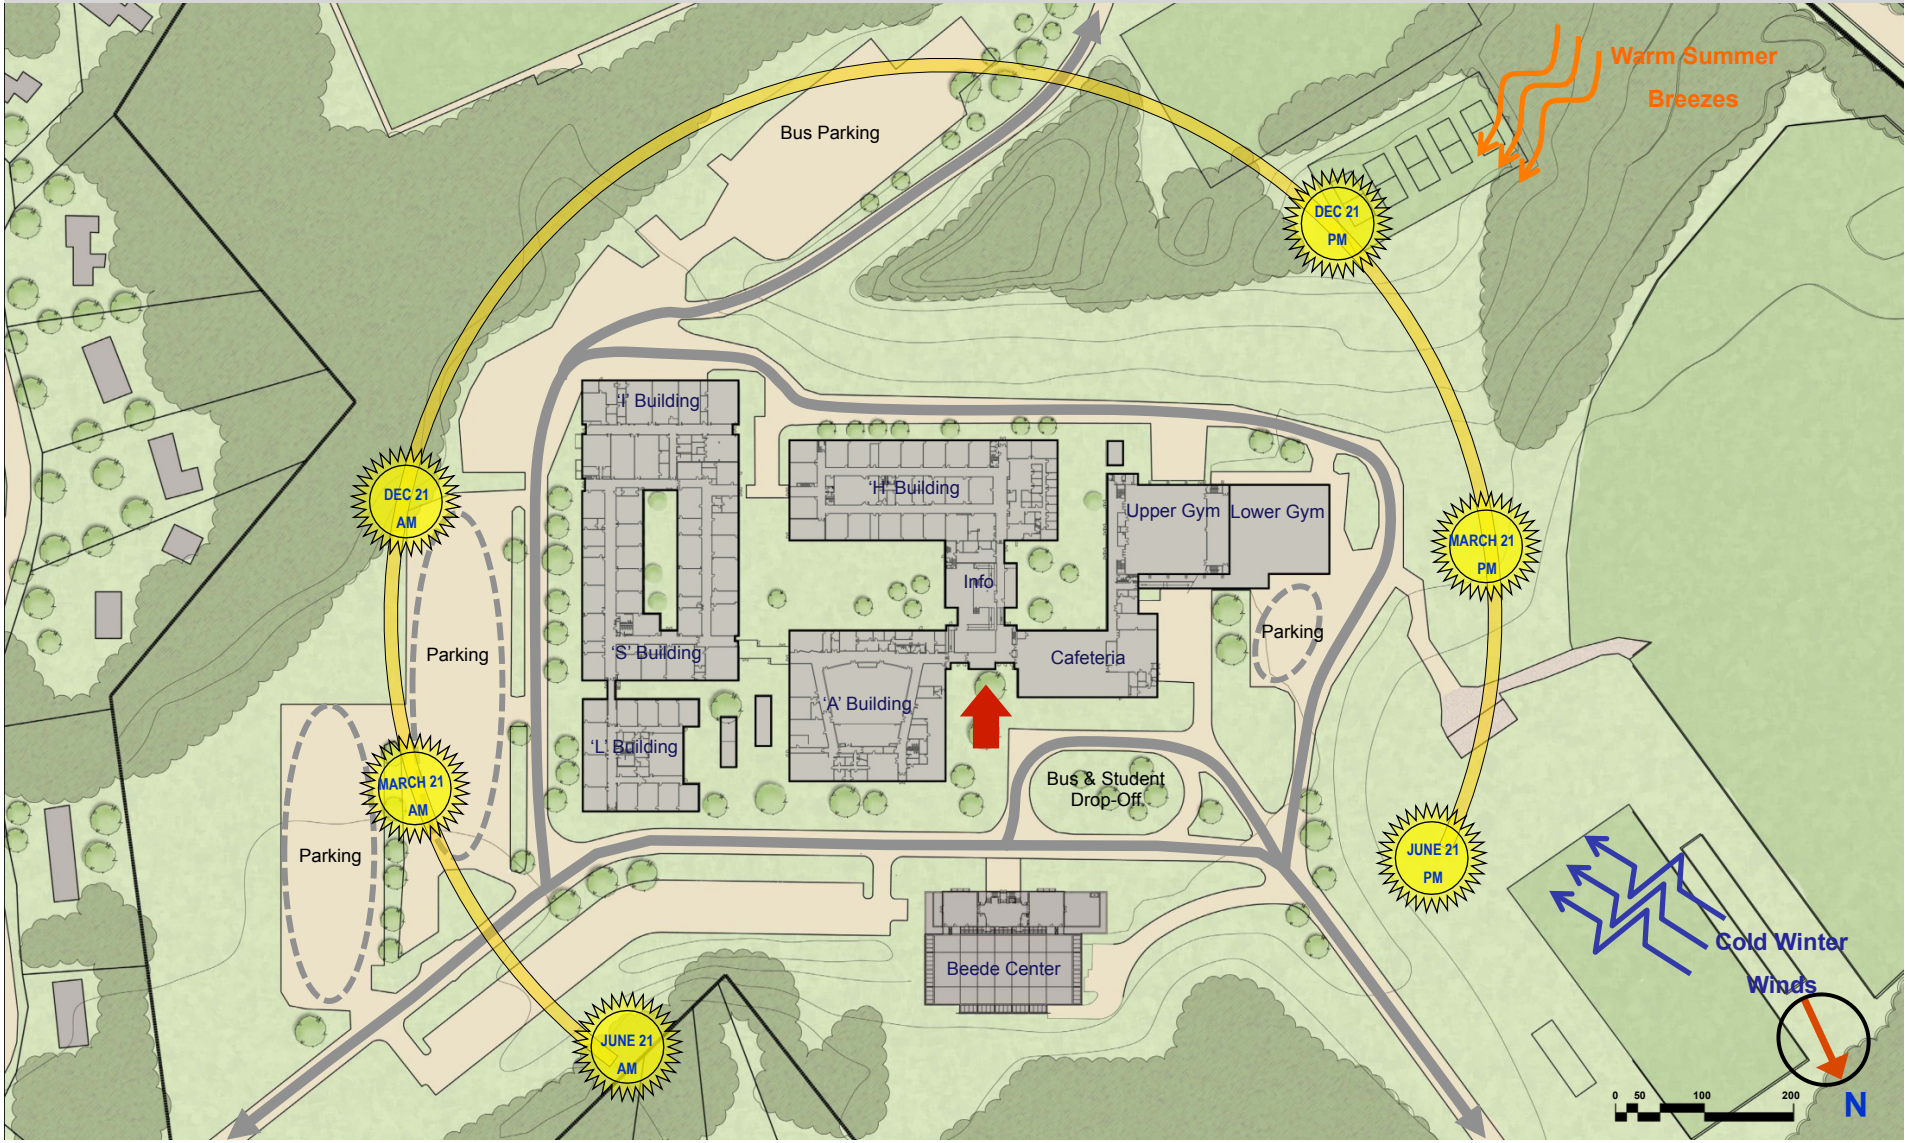 Warm Summer
Breezes
Bus Parking
DEC 21
PM
'I' Building
'H' Building
Upper Gym
Lower Gym
DEC 21
AM
MARCH 21
PM
Info
Parking
Parking
'S' Building
Cafeteria
'A' Building
'L' Building
MARCH 21
AM
Bus & Student
Drop-Off
Parking
JUNE 21
PM
Cold Winter
Winds
Beede Center
JUNE 21
AM
0 50 100 200
N